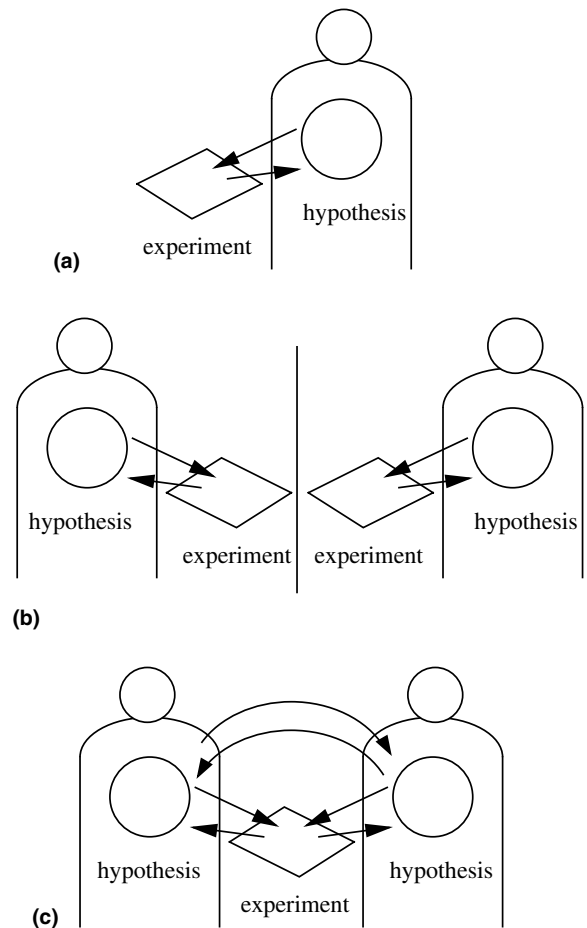 hypothesis
experiment
(a)
hypothesis
hypothesis
experiment
experiment
(b)
hypothesis
hypothesis
experiment
(c)